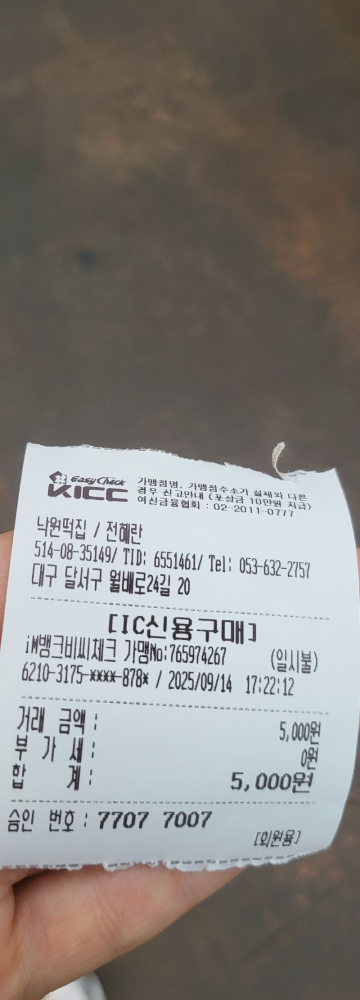 Easy Check
KICC
가맹점명, 가맹점주소가 실제와 다른
경우 신고안내 (포상금 10만원 지급)
여신금융협회 : 02-2011-0777
낙원떡집 / 전혜란
514-08-35149/ TID: 6551461/ Tel: 053-632-2757
대구 달서구 월배로24길 20
[IC신용구매]
iM뱅크비씨체크 가맹No:765974267 (일시불)
6210-3175-****-878* / 2025/09/14 17:22:12
거래 금액 : 5,000원
부 가 세 : 0원
합 계 : 5,000원
승인 번호 : 7707 7007
[회원용]